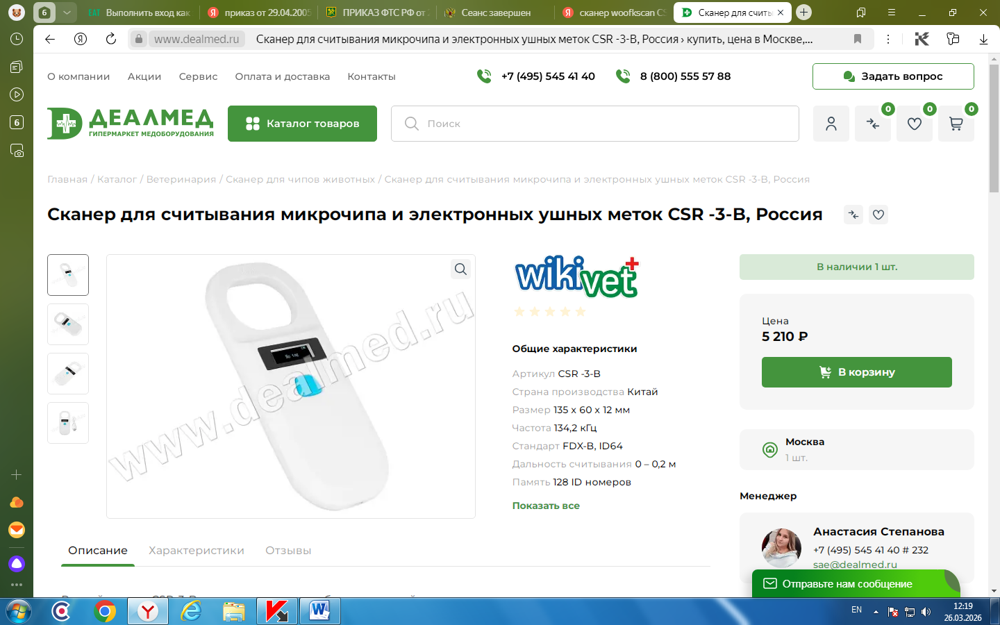 6
Выполнить вход как
приказ от 29.04.2005
ПРИКАЗ ФТС РФ от 2
Сеанс завершен
сканер woofkscan CS
Сканер для считы
www.dealmed.ru
Сканер для считывания микрочипа и электронных ушных меток CSR -3-B, Россия › купить, цена в Москве,...
6
О компании
Акции
Сервис
Оплата и доставка
Контакты
+7 (495) 545 41 40
8 (800) 555 57 88
Задать вопрос
ДЕАЛМЕД
ГИПЕРМАРКЕТ МЕДОБОРУДОВАНИЯ
Каталог товаров
Поиск
0
0
0
Главная / Каталог / Ветеринария / Сканер для чипов животных / Сканер для считывания микрочипа и электронных ушных меток CSR -3-B, Россия
Сканер для считывания микрочипа и электронных ушных меток CSR -3-B, Россия
No tag
www.dealmed.ru
wikivet
Общие характеристики
Артикул CSR -3-B
Страна производства Китай
Размер 135 x 60 x 12 мм
Частота 134,2 кГц
Стандарт FDX-B, ID64
Дальность считывания 0 – 0,2 м
Память 128 ID номеров
Показать все
В наличии 1 шт.
Цена
5 210 ₽
В корзину
Москва
1 шт.
Менеджер
Анастасия Степанова
+7 (495) 545 41 40 # 232
sae@dealmed.ru
Отправьте нам сообщение
Описание
Характеристики
Отзывы
EN
12:19
26.03.2026